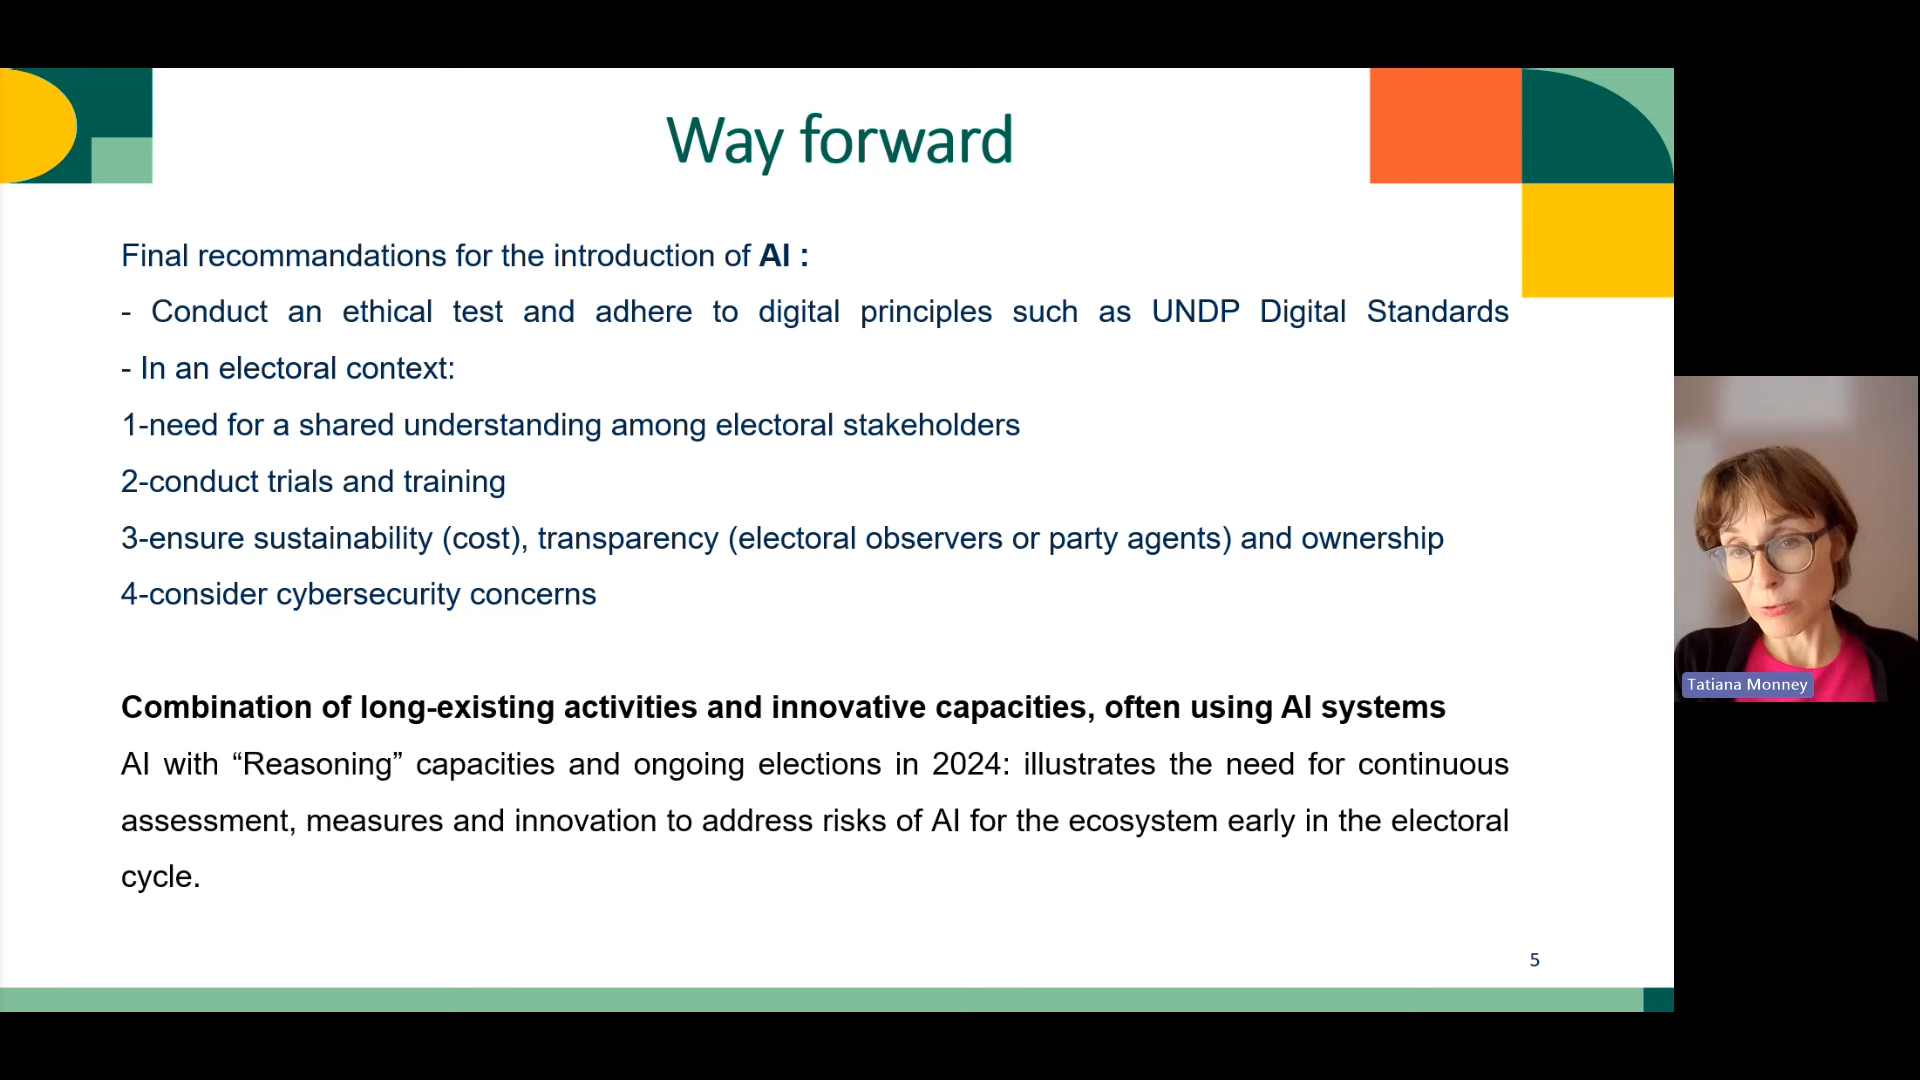 Way forward
Final recommandations for the introduction of AI :
- Conduct an ethical test and adhere to digital principles such as UNDP Digital Standards
- In an electoral context:
1-need for a shared understanding among electoral stakeholders
2-conduct trials and training
3-ensure sustainability (cost), transparency (electoral observers or party agents) and ownership
4-consider cybersecurity concerns
Combination of long-existing activities and innovative capacities, often using AI systems
AI with “Reasoning” capacities and ongoing elections in 2024: illustrates the need for continuous
assessment, measures and innovation to address risks of AI for the ecosystem early in the electoral
cycle.
5
Tatiana Monney